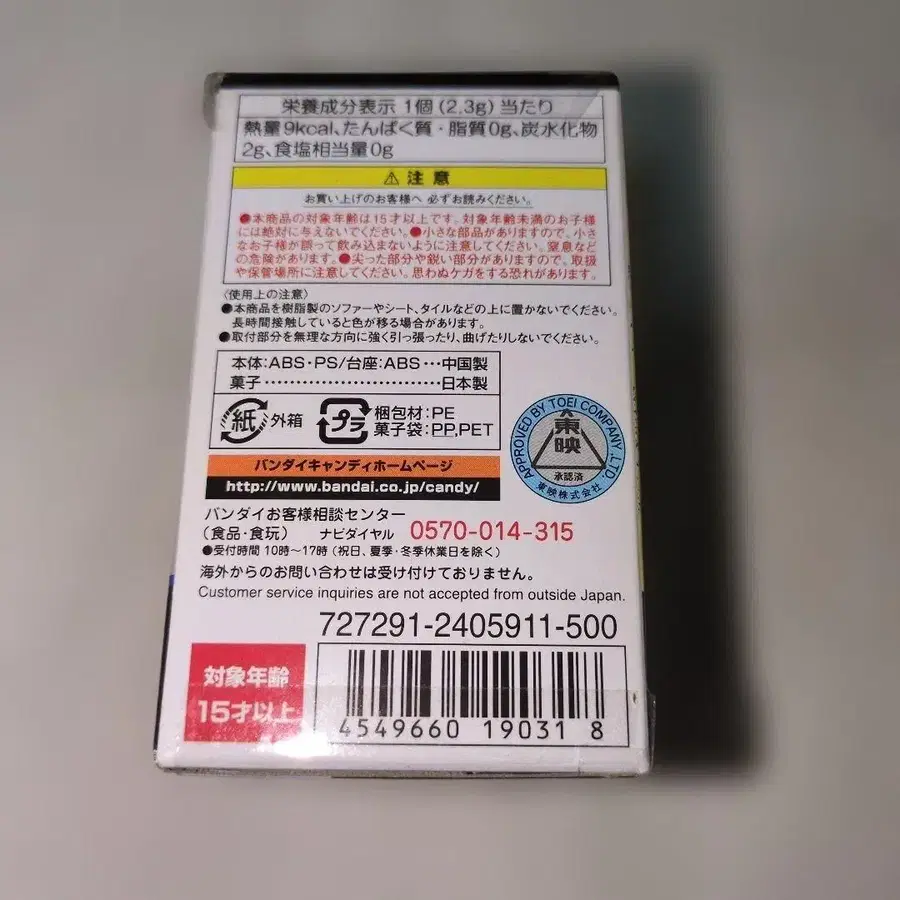 栄養成分表示 1個(2.3g)当たり
熱量9kcal、たんぱく質・脂質0g、炭水化物
2g、食塩相当量0g
⚠ 注意
お買い上げのお客様へ 必ずお読みください。
●本商品の対象年齢は15才以上です。対象年齢未満のお子様
には絶対に与えないでください。●小さな部品がありますので、小さ
なお子様が誤って飲み込まないように注意してください。窒息など
の危険があります。●尖った部分や鋭い部分がありますので、取扱
や保管場所に注意してください。思わぬケガをする恐れがあります。
〈使用上の注意〉
●本商品を樹脂製のソファーやシート、タイルなどの上に置かないでください。
長時間接触していると色が移る場合があります。
●取付部分を無理な方向に強く引っ張ったり、曲げたりしないでください。
本体:ABS・PS/台座:ABS…中国製
菓子…………………………日本製
紙 外箱
プラ 梱包材:PE
菓子袋:PP,PET
APPROVED BY TOEI COMPANY, LTD.
東映
承認済
東映株式会社
バンダイキャンディホームページ
http://www.bandai.co.jp/candy/
バンダイお客様相談センター
(食品・食玩) ナビダイヤル 0570-014-315
●受付時間 10時〜17時(祝日、夏季・冬季休業日を除く)
海外からのお問い合わせは受け付けておりません。
Customer service inquiries are not accepted from outside Japan.
727291-2405911-500
対象年齢
15才以上
4549660 19031 8